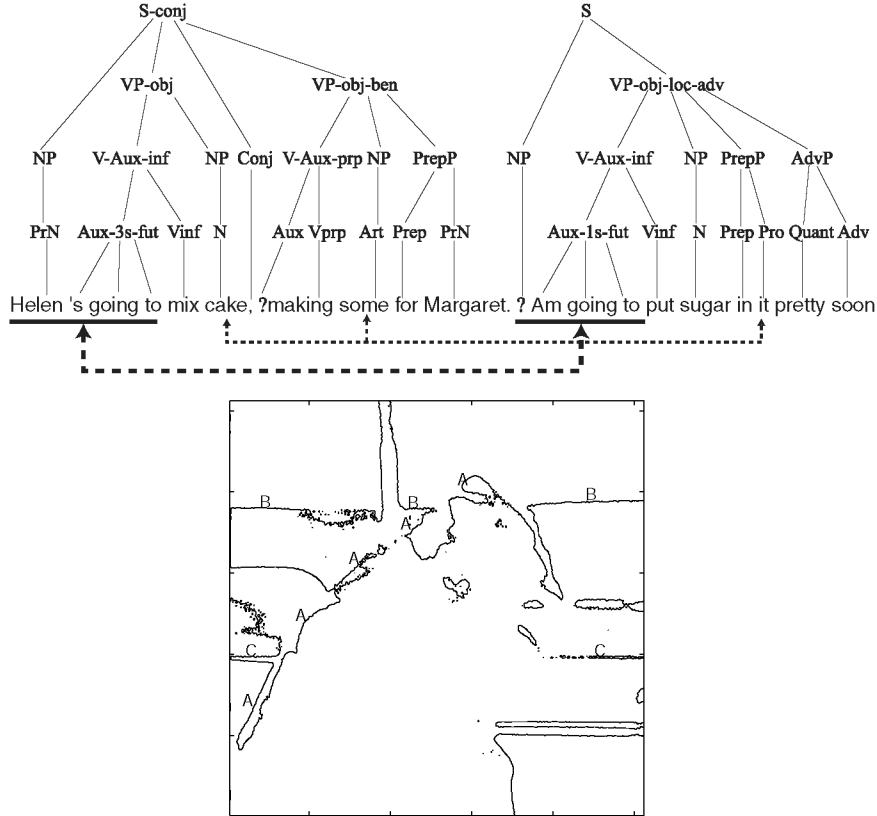 S-conj S
VP-obj VP-obj-ben VP-obj-loc-adv
NP V-Aux-inf NP Conj V-Aux-prp NP PrepP NP V-Aux-inf NP PrepP AdvP
PrN Aux-3s-fut Vinf N Aux Vprp Art Prep PrN Aux-1s-fut Vinf N Prep Pro Quant Adv
Helen 's going to mix cake, ?making some for Margaret. ? Am going to put sugar in it pretty soon
A
B B B
A
A
A
C C
A